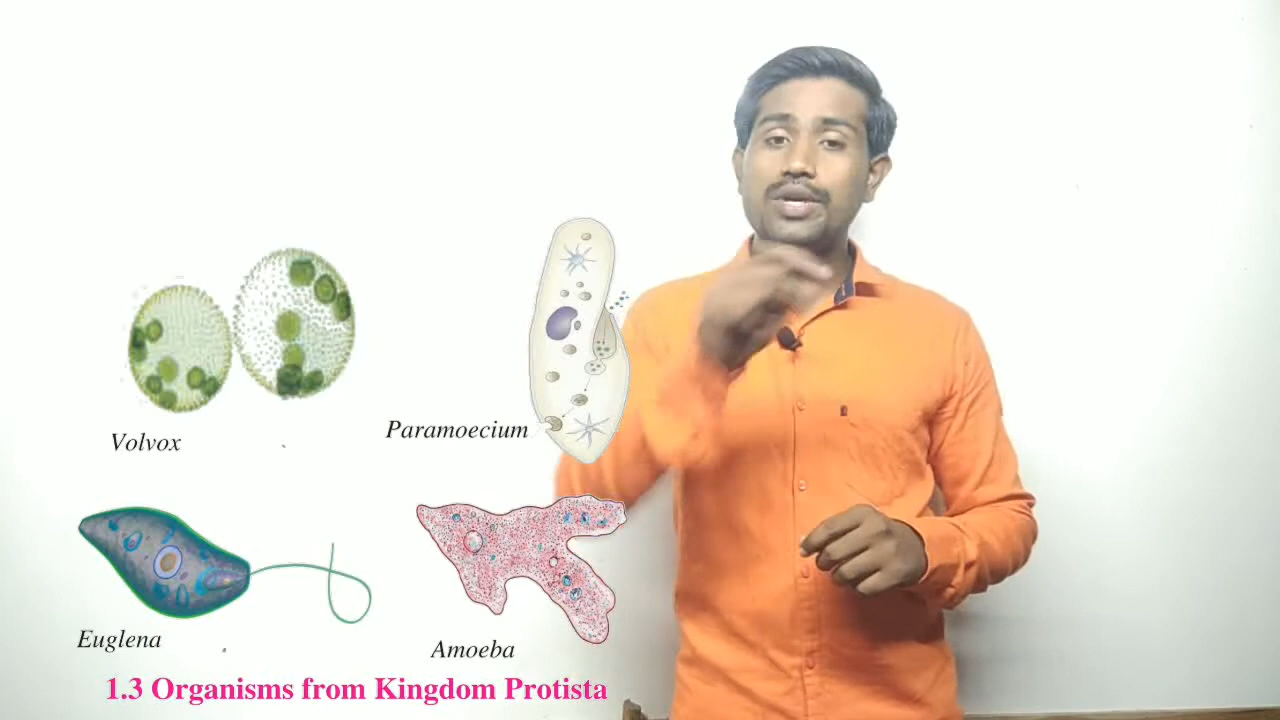 Volvox
Paramoecium
Euglena
Amoeba
1.3 Organisms from Kingdom Protista